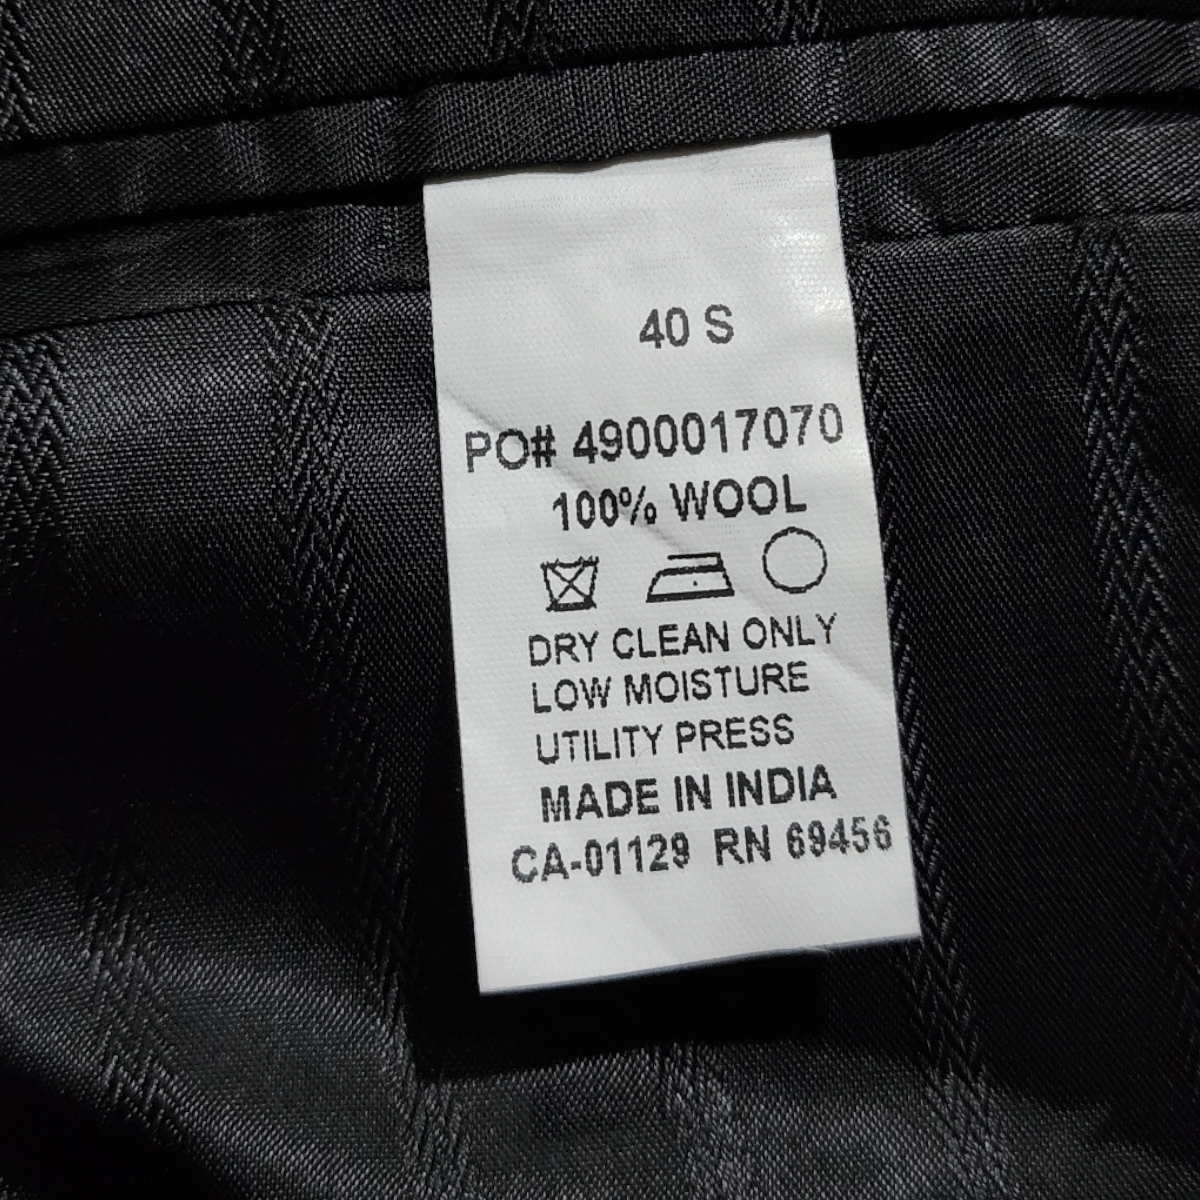 40 S
PO# 4900017070
100% WOOL
DRY CLEAN ONLY
LOW MOISTURE
UTILITY PRESS
MADE IN INDIA
CA-01129 RN 69456